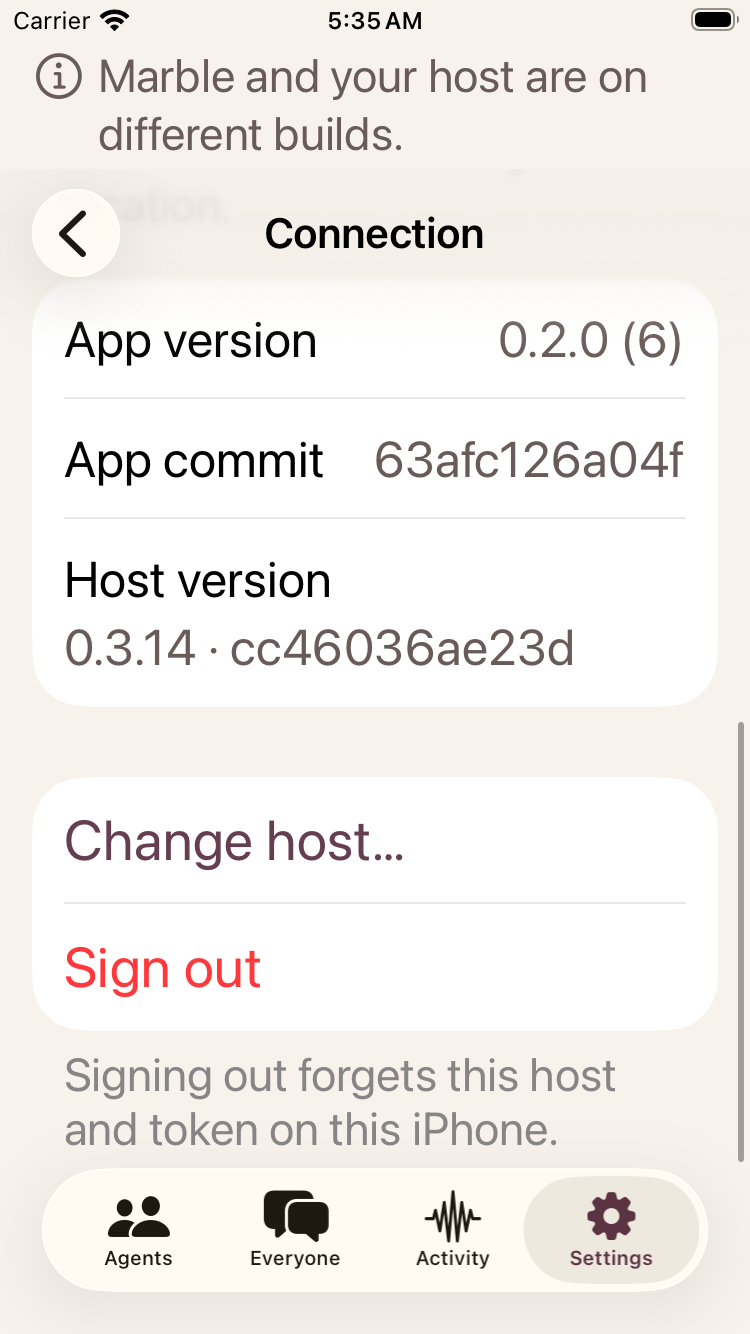 Carrier 5:35 AM
Marble and your host are on
different builds.
Connection
App version 0.2.0 (6)
App commit 63afc126a04f
Host version
0.3.14 · cc46036ae23d
Change host...
Sign out
Signing out forgets this host
and token on this iPhone.
Agents Everyone Activity Settings